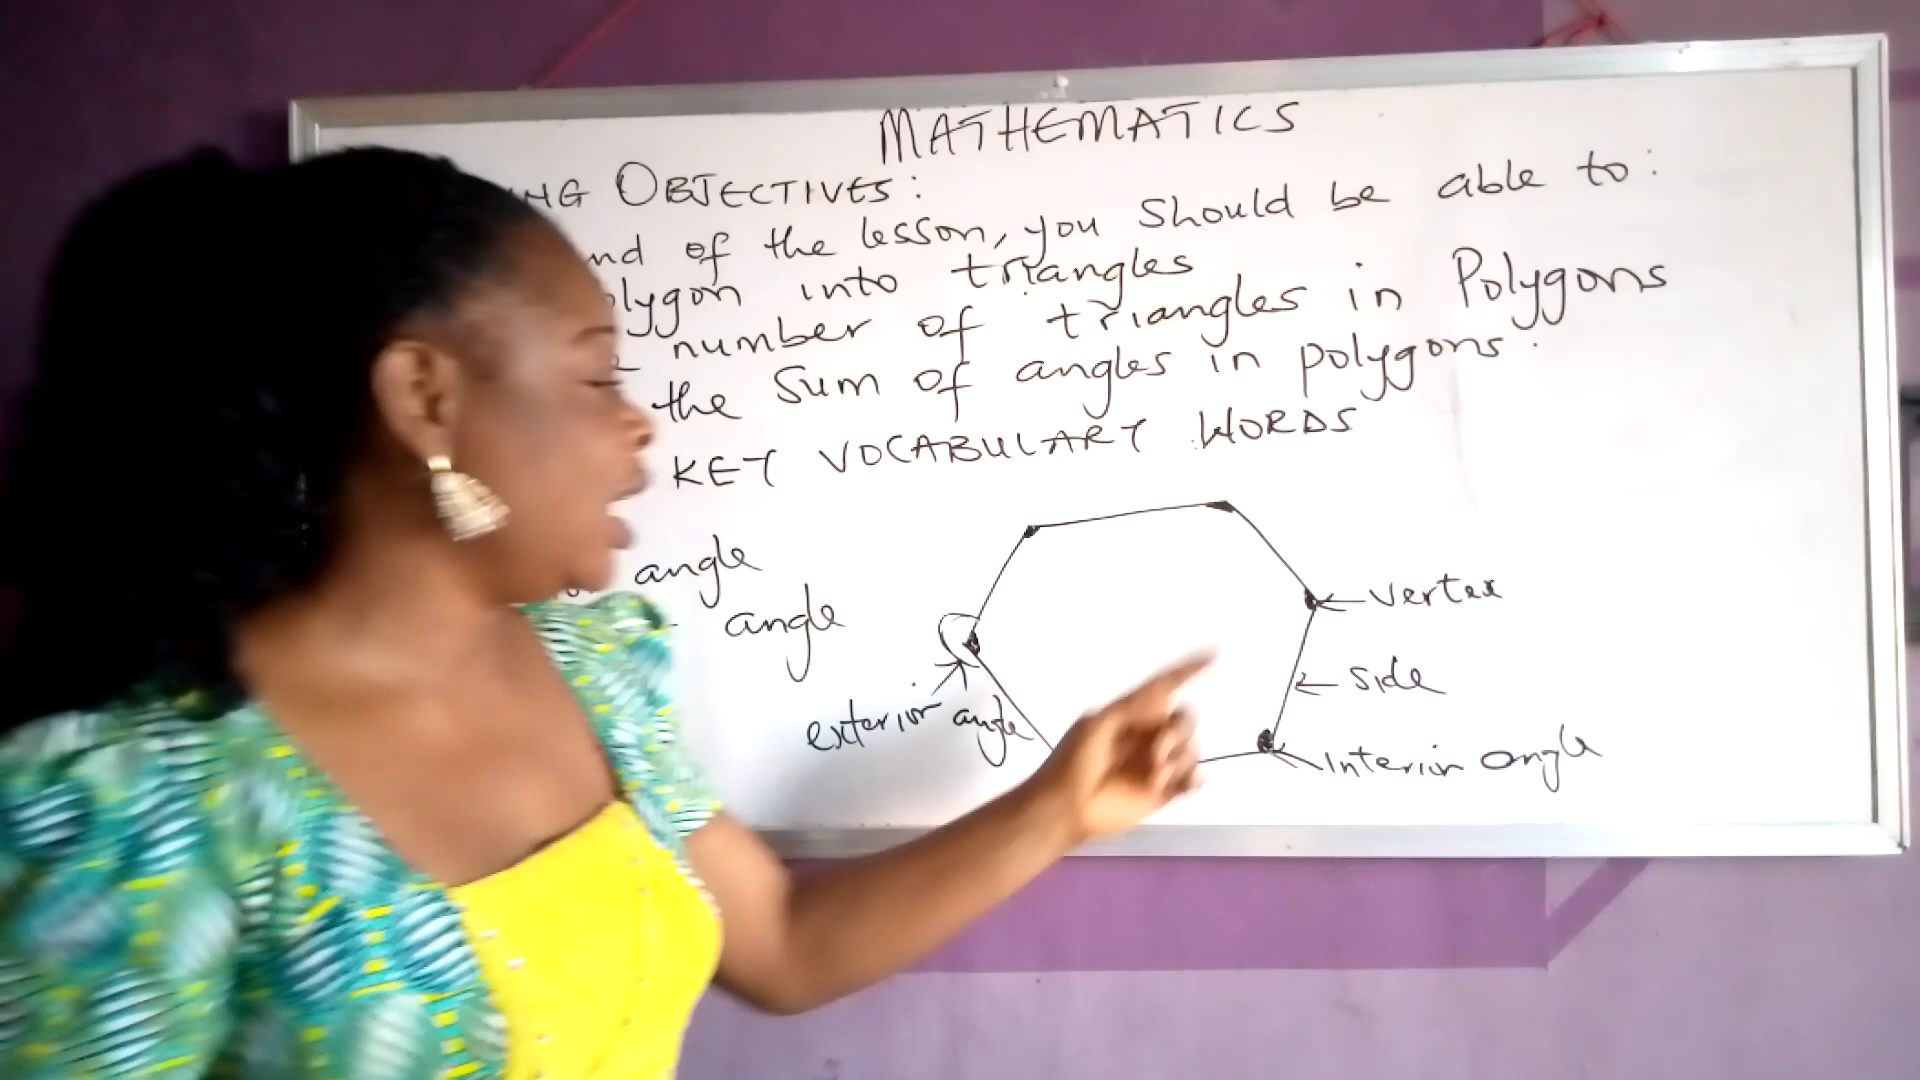 MATHEMATICS
NG OBJECTIVES:
nd of the lesson, you should be able to:
olygon into triangles
number of triangles in Polygons
the Sum of angles in polygons.
KEY VOCABULARY WORDS
angle
angle
vertex
side
exterior angle
interior angle